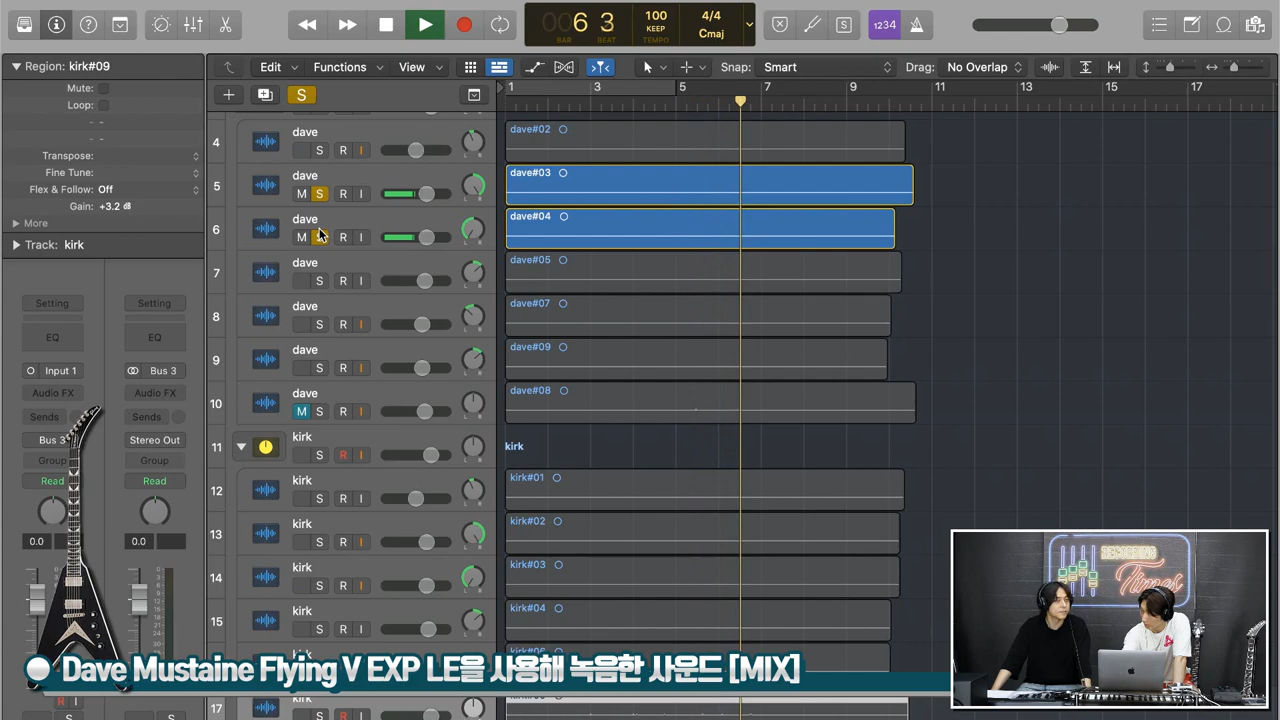 6 3
BAR
BEAT
100
KEEP
TEMPO
4/4
Cmaj
1234
Region: kirk#09
Mute:
Loop:
Transpose:
Fine Tune:
Flex & Follow: Off
Gain: +3.2 dB
More
Track: kirk
Setting
Setting
EQ
EQ
Input 1
Bus 3
Audio FX
Audio FX
Sends
Sends
Bus 3
Stereo Out
Group
Group
Read
Read
0.0
0.0
Edit
Functions
View
Snap: Smart
Drag: No Overlap
S
1 3 5 7 9 11 13 15 17
4 dave
S R I
dave#02
5 dave
M S R I
dave#03
6 dave
M S R I
dave#04
7 dave
S R I
dave#05
8 dave
S R I
dave#07
9 dave
S R I
dave#09
10 dave
M S R I
dave#08
11 kirk
S R I
kirk
12 kirk
S R I
kirk#01
13 kirk
S R I
kirk#02
14 kirk
S R I
kirk#03
15 kirk
S R I
kirk#04
17
S R I
RECORDING
Times
Dave Mustaine Flying V EXP LE을 사용해 녹음한 사운드 [MIX]